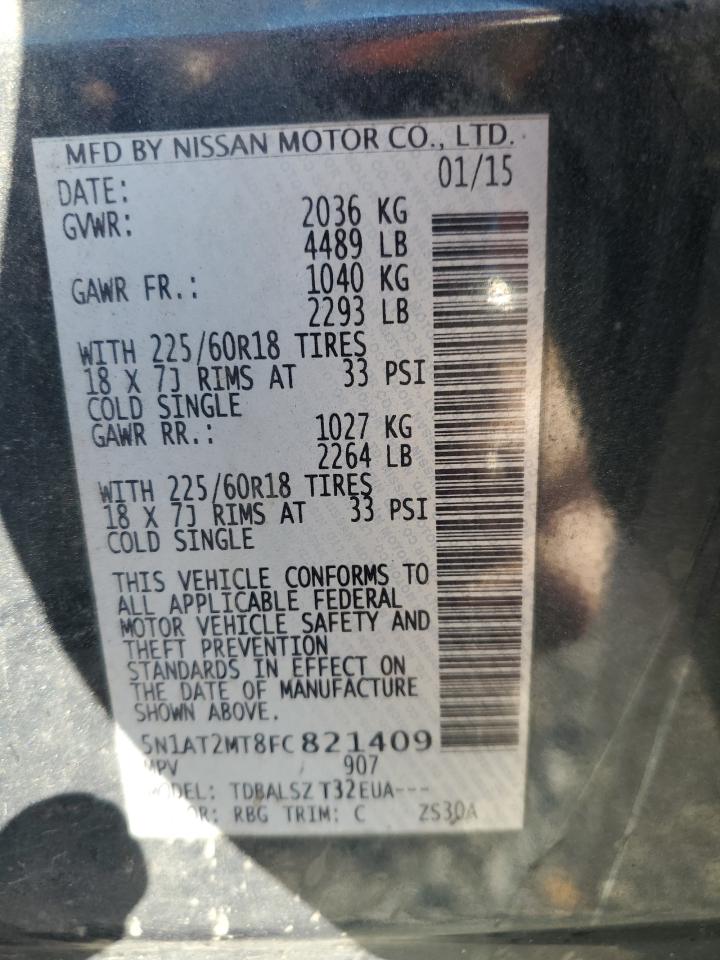 MFD BY NISSAN MOTOR CO., LTD.
DATE: 01/15
GVWR: 2036 KG
4489 LB
GAWR FR.: 1040 KG
2293 LB
WITH 225/60R18 TIRES
18 X 7J RIMS AT 33 PSI
COLD SINGLE
GAWR RR.: 1027 KG
2264 LB
WITH 225/60R18 TIRES
18 X 7J RIMS AT 33 PSI
COLD SINGLE
THIS VEHICLE CONFORMS TO
ALL APPLICABLE FEDERAL
MOTOR VEHICLE SAFETY AND
THEFT PREVENTION
STANDARDS IN EFFECT ON
THE DATE OF MANUFACTURE
SHOWN ABOVE.
5N1AT2MT8FC821409
MPV 907
MODEL: TDBALSZ T32EUA---
RBG TRIM: C ZS30A